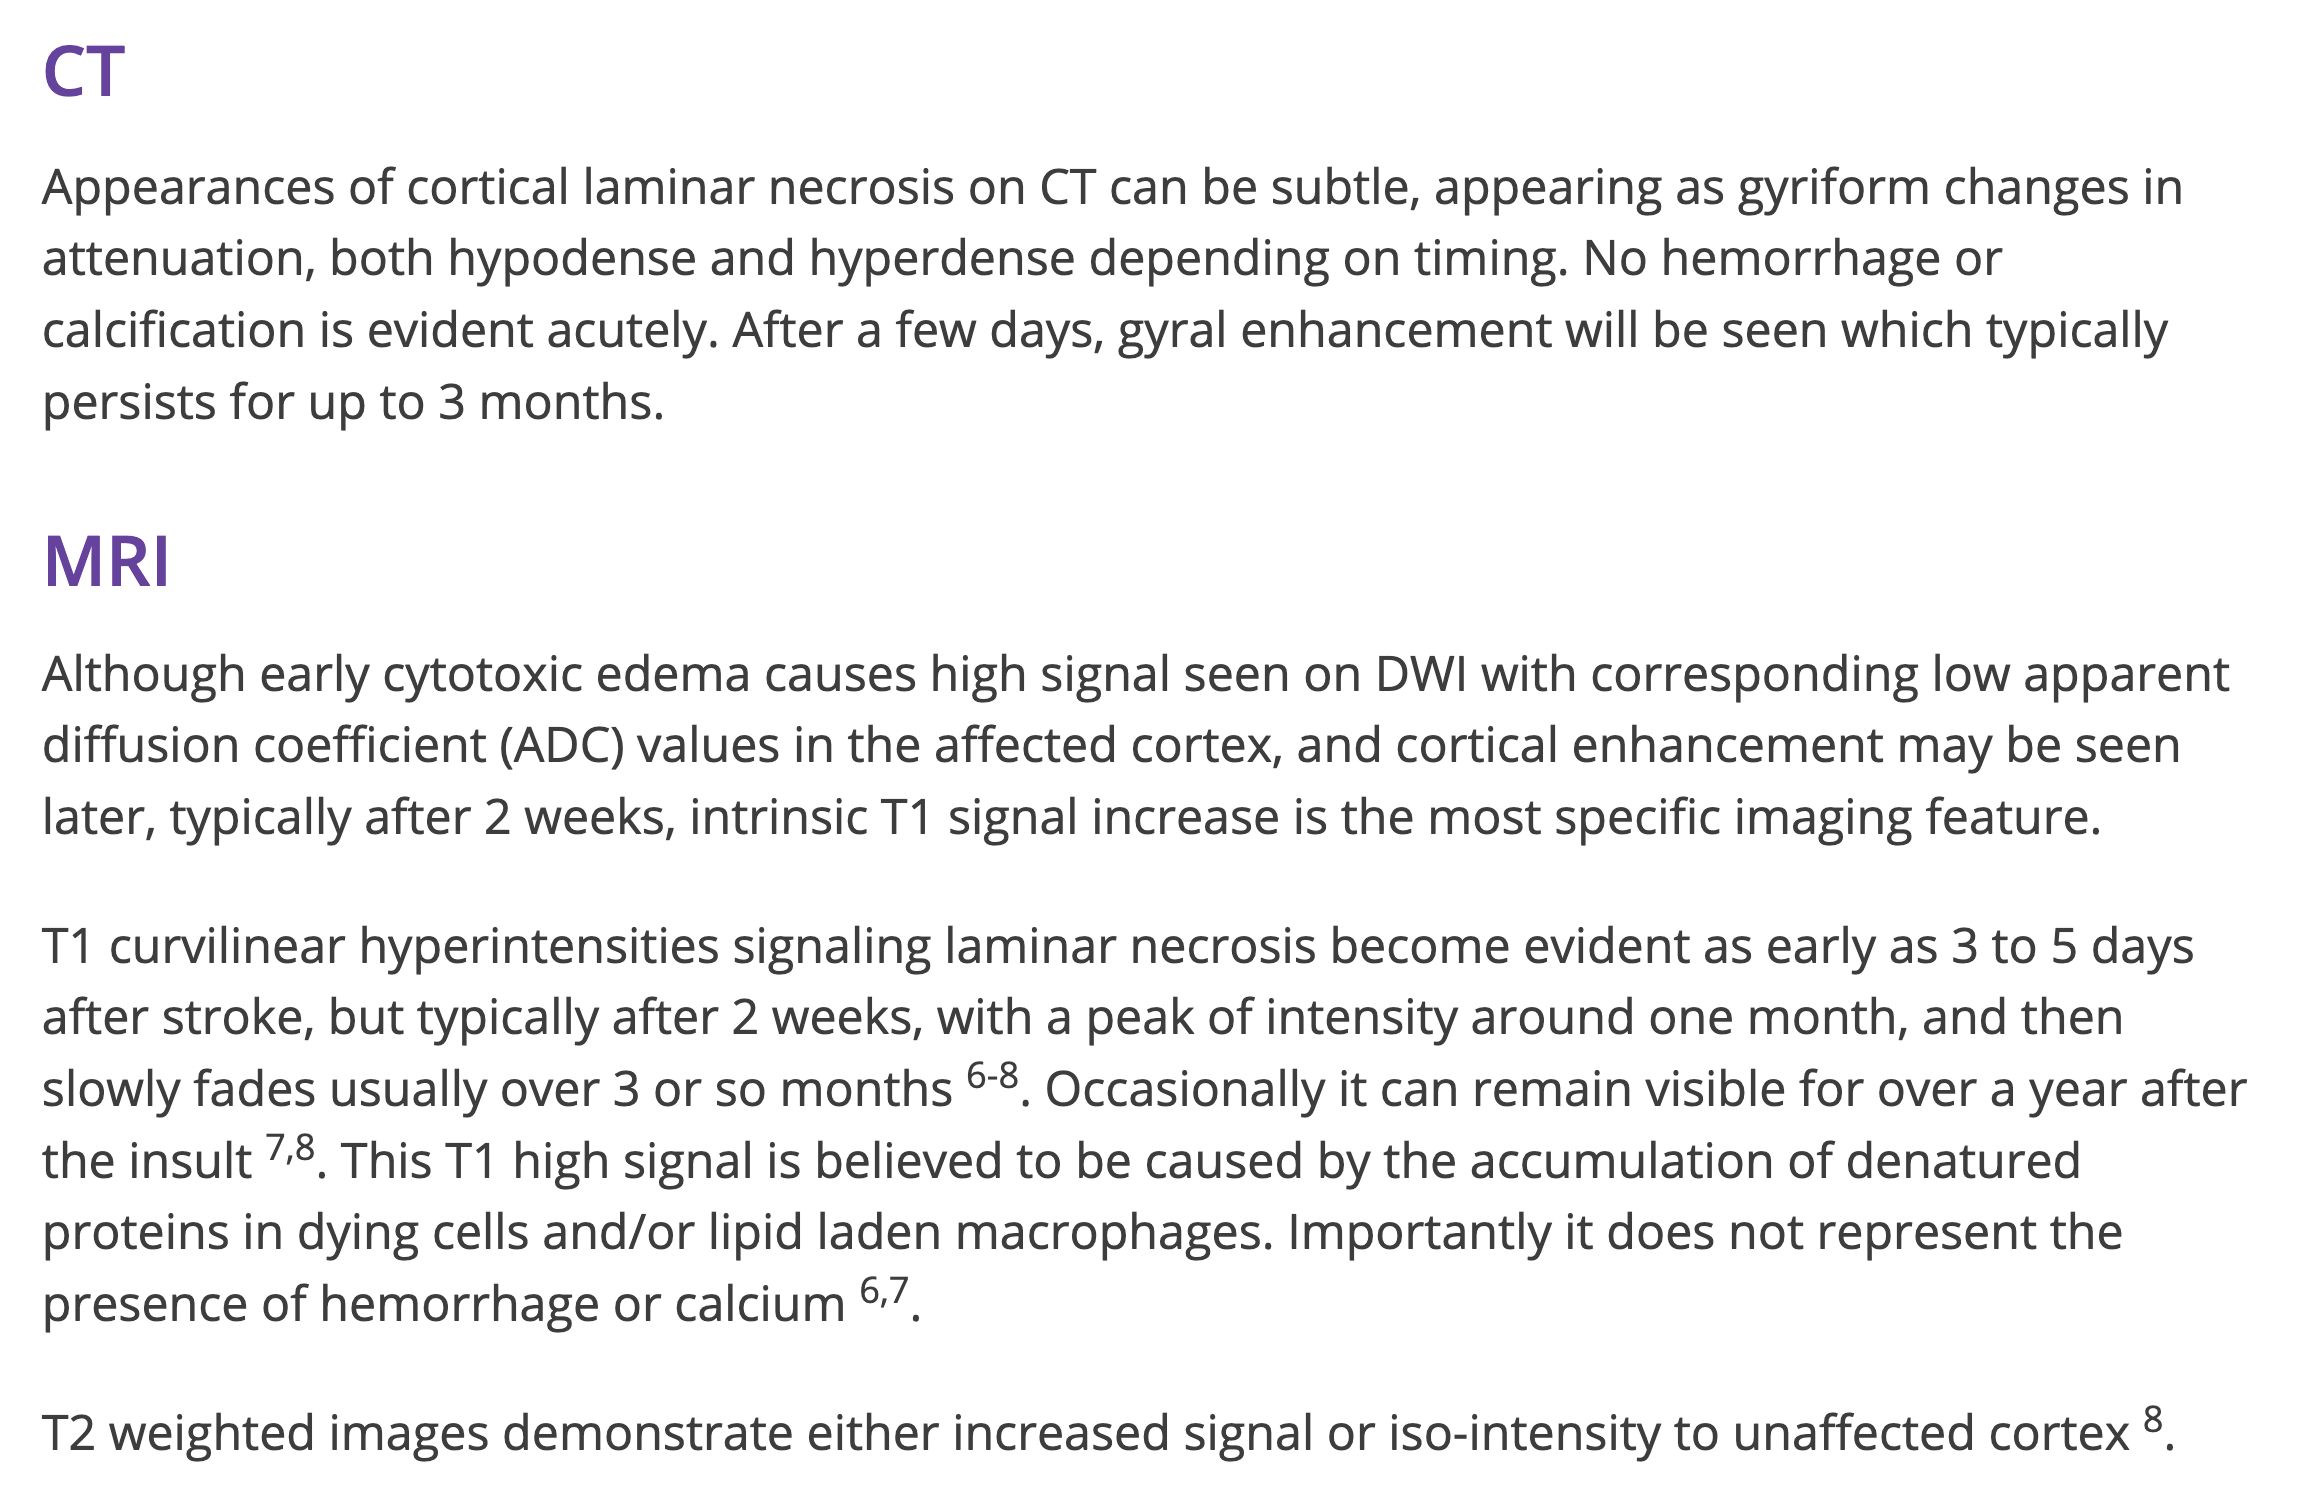 CT
Appearances of cortical laminar necrosis on CT can be subtle, appearing as gyriform changes in
attenuation, both hypodense and hyperdense depending on timing. No hemorrhage or
calcification is evident acutely. After a few days, gyral enhancement will be seen which typically
persists for up to 3 months.
MRI
Although early cytotoxic edema causes high signal seen on DWI with corresponding low apparent
diffusion coefficient (ADC) values in the affected cortex, and cortical enhancement may be seen
later, typically after 2 weeks, intrinsic T1 signal increase is the most specific imaging feature.
T1 curvilinear hyperintensities signaling laminar necrosis become evident as early as 3 to 5 days
after stroke, but typically after 2 weeks, with a peak of intensity around one month, and then
slowly fades usually over 3 or so months 6-8. Occasionally it can remain visible for over a year after
the insult 7,8. This T1 high signal is believed to be caused by the accumulation of denatured
proteins in dying cells and/or lipid laden macrophages. Importantly it does not represent the
presence of hemorrhage or calcium 6,7.
T2 weighted images demonstrate either increased signal or iso-intensity to unaffected cortex 8.